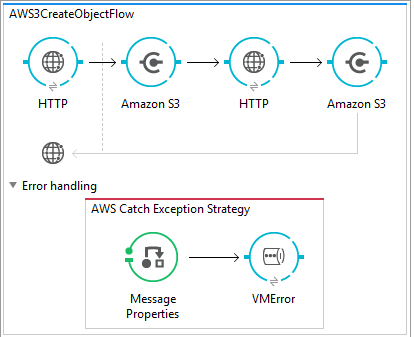 AWS3CreateObjectFlow
HTTP
Amazon S3
HTTP
Amazon S3
Error handling
AWS Catch Exception Strategy
Message
Properties
VMError